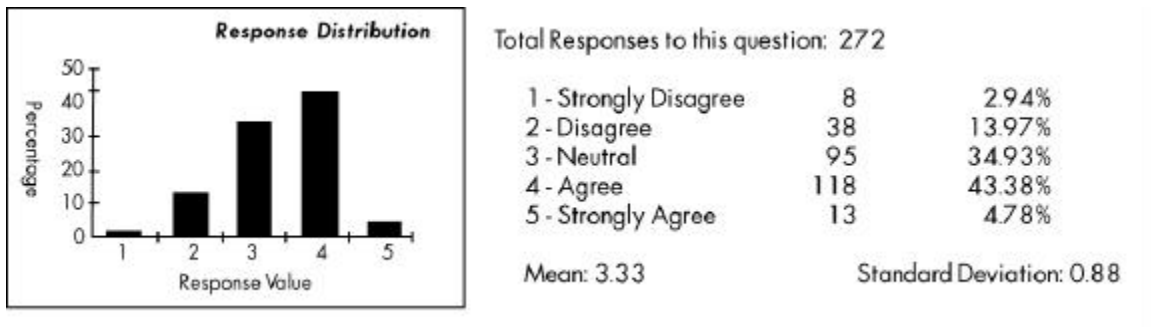 Response Distribution
Percentage
50
40
30
20
10
0
1 2 3 4 5
Response Value
Total Responses to this question: 272
1 - Strongly Disagree 8 2.94%
2 - Disagree 38 13.97%
3 - Neutral 95 34.93%
4 - Agree 118 43.38%
5 - Strongly Agree 13 4.78%
Mean: 3.33 Standard Deviation: 0.88